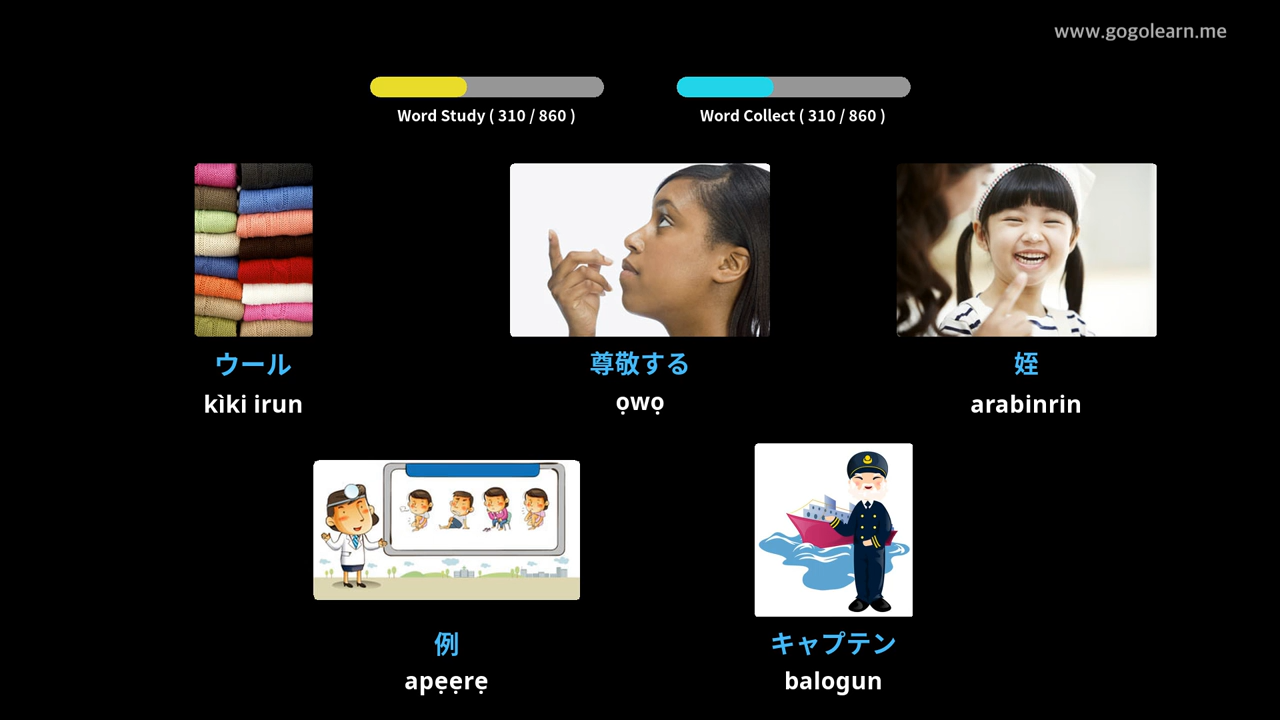 www.gogolearn.me
Word Study ( 310 / 860 )
Word Collect ( 310 / 860 )
ウール
kìki irun
尊敬する
ọwọ
姪
arabinrin
例
apẹẹrẹ
キャプテン
balogun